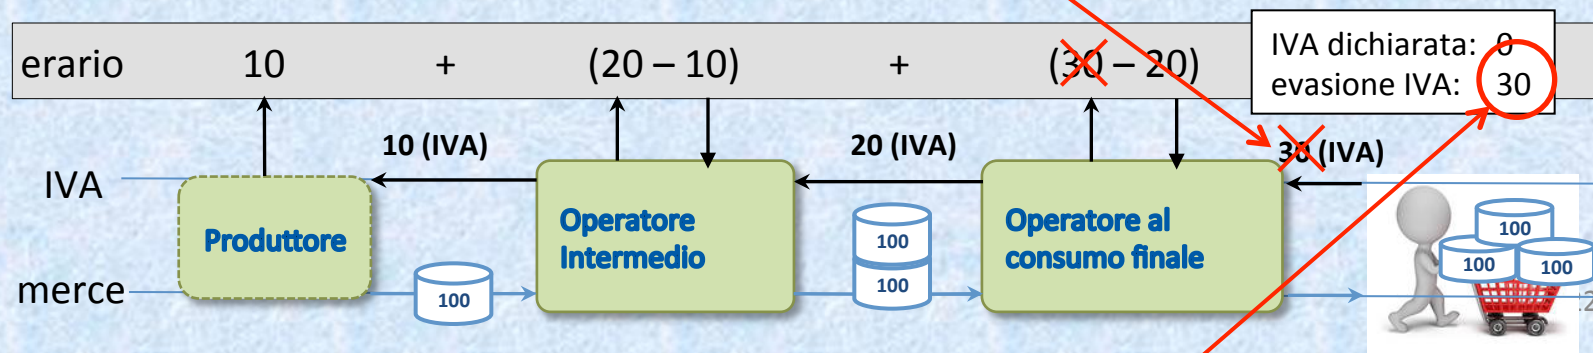 erario 10 + (20 – 10) + (30 – 20)
IVA dichiarata: 0
evasione IVA: 30
10 (IVA) 20 (IVA) 30 (IVA)
IVA
Produttore
Operatore
Intermedio
Operatore al
consumo finale
merce
100
100
100
100
100
100